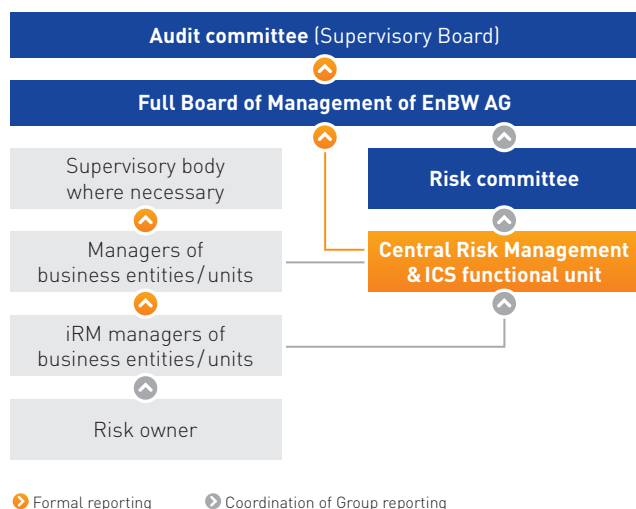 Audit committee (Supervisory Board)
Full Board of Management of EnBW AG
Supervisory body
where necessary
Risk committee
Managers of
business entities/units
Central Risk Management
& ICS functional unit
iRM managers of
business entities/units
Risk owner
Formal reporting
Coordination of Group reporting